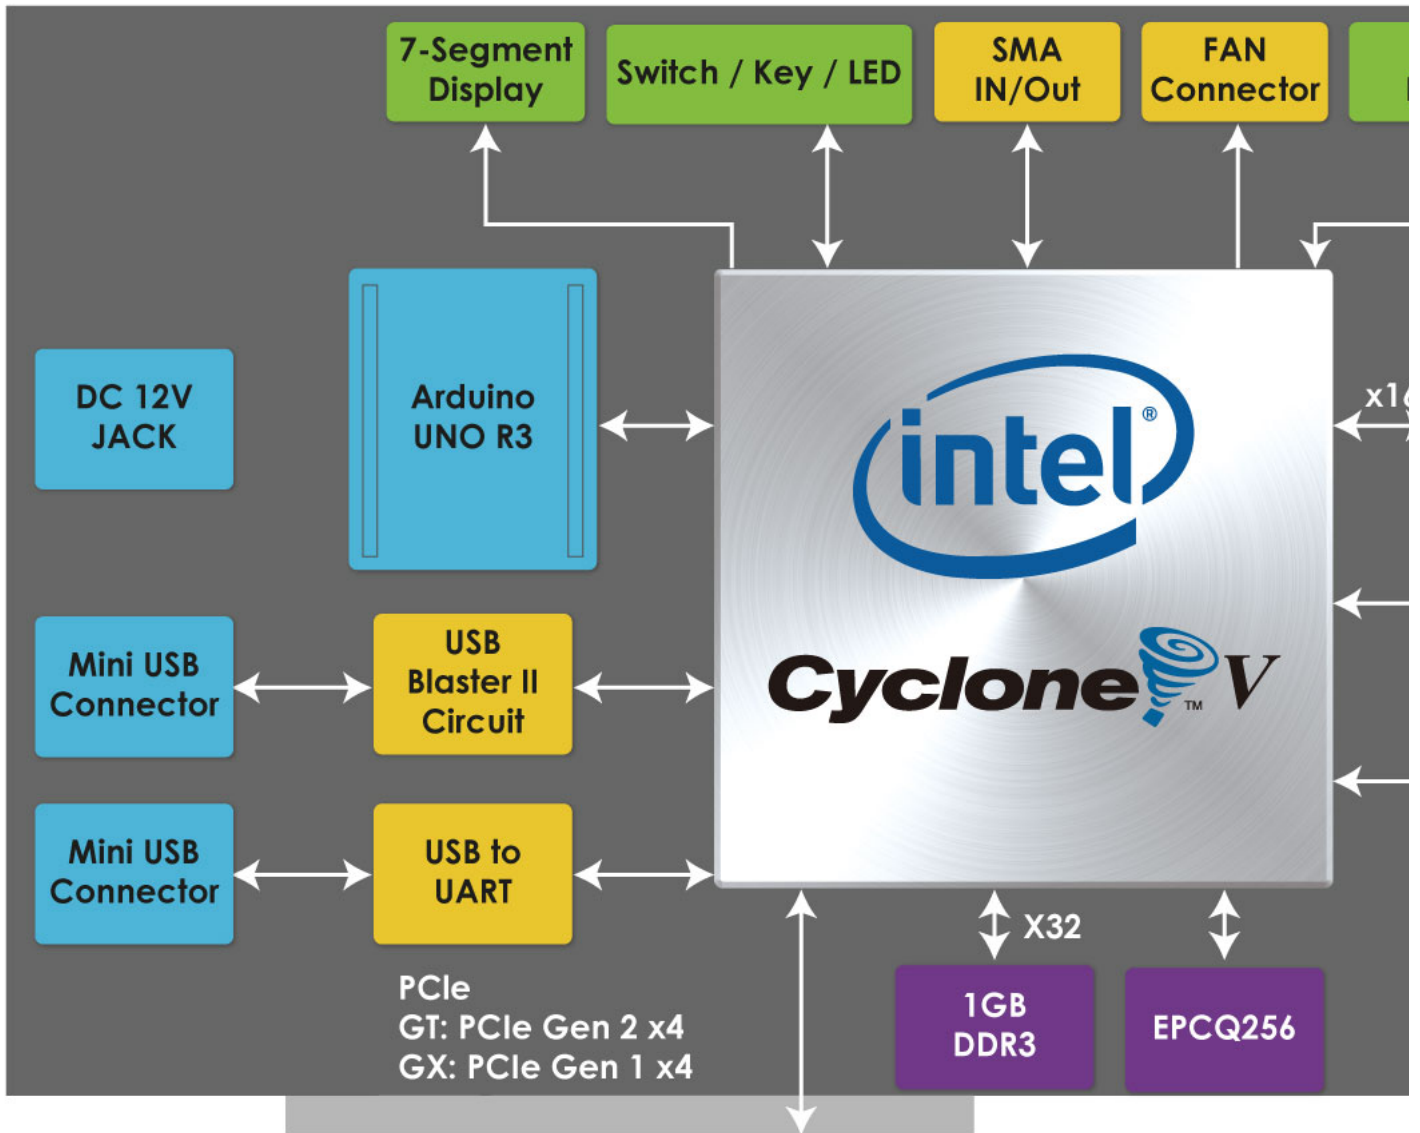 7-Segment
Display
Switch / Key / LED
SMA
IN/Out
FAN
Connector
DC 12V
JACK
Arduino
UNO R3
intel®
x16
Mini USB
Connector
USB
Blaster II
Circuit
Cyclone™ V
Mini USB
Connector
USB to
UART
X32
PCIe
GT: PCIe Gen 2 x4
GX: PCIe Gen 1 x4
1GB
DDR3
EPCQ256